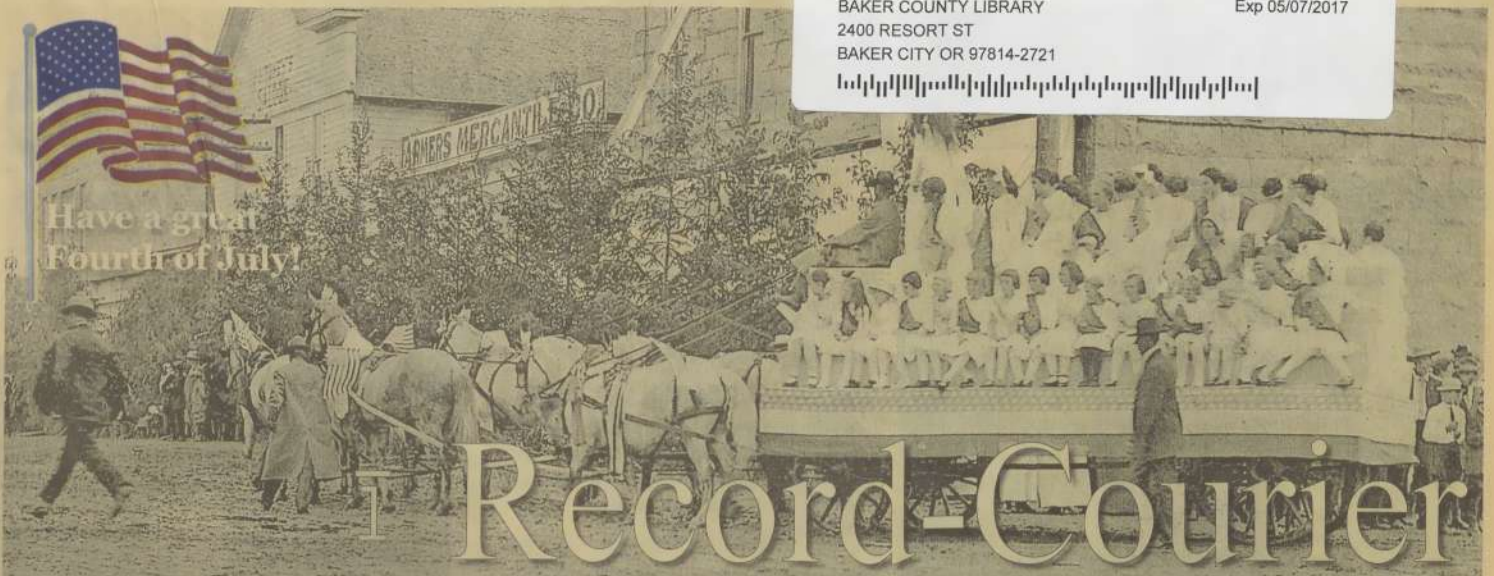 BAKER COUNTY LIBRARY Exp 05/07/2017
2400 RESORT ST
BAKER CITY OR 97814-2721
FARMERS MERCANTILE CO.
Have a great
Fourth of July!
Record-Courier